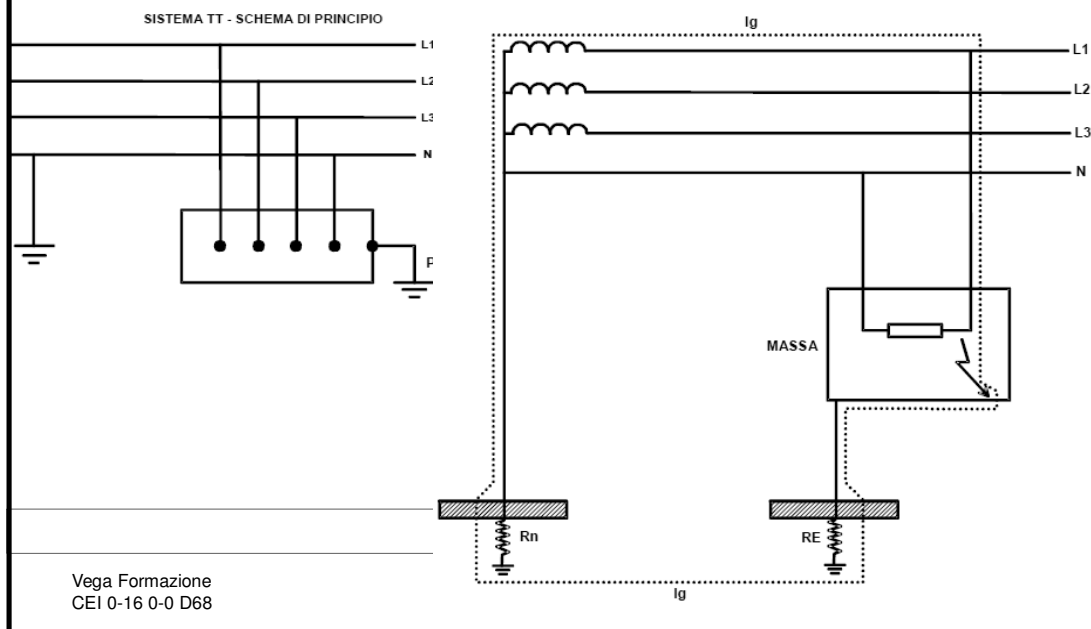 SISTEMA TT - SCHEMA DI PRINCIPIO
L1
L2
L3
N
P
Ig
L1
L2
L3
N
MASSA
Rn
RE
Ig
Vega Formazione
CEI 0-16 0-0 D68